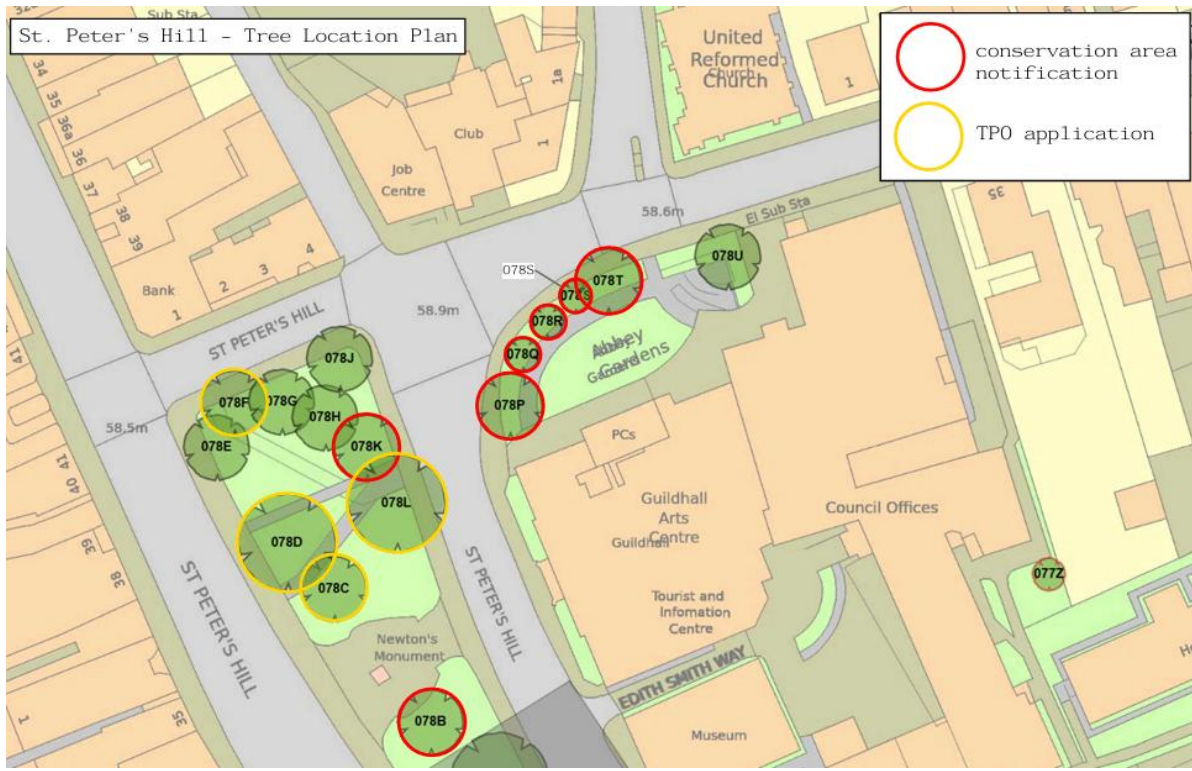 St. Peter's Hill - Tree Location Plan
Sub Sta
conservation area
notification
TPO application
34
35
36a
36
37
38
39
Bank
1
2
3
4
Job
Centre
Club
1a
1
United
Reformed
Church
1
35
58.6m
El Sub Sta
ST PETER'S HILL
58.9m
58.5m
41
41
40
39
38
078S
078S
078T
078U
078R
078Q
078P
Abbey
Gardens
078J
078F
078G
078H
078E
078K
078L
078D
078C
PCs
Guildhall
Arts
Centre
Guildhall
Council Offices
077Z
Tourist and
Infomation
Centre
ST PETER'S HILL
ST PETER'S HILL
Newton's
Monument
EDITH SMITH WAY
078B
Museum
1
35